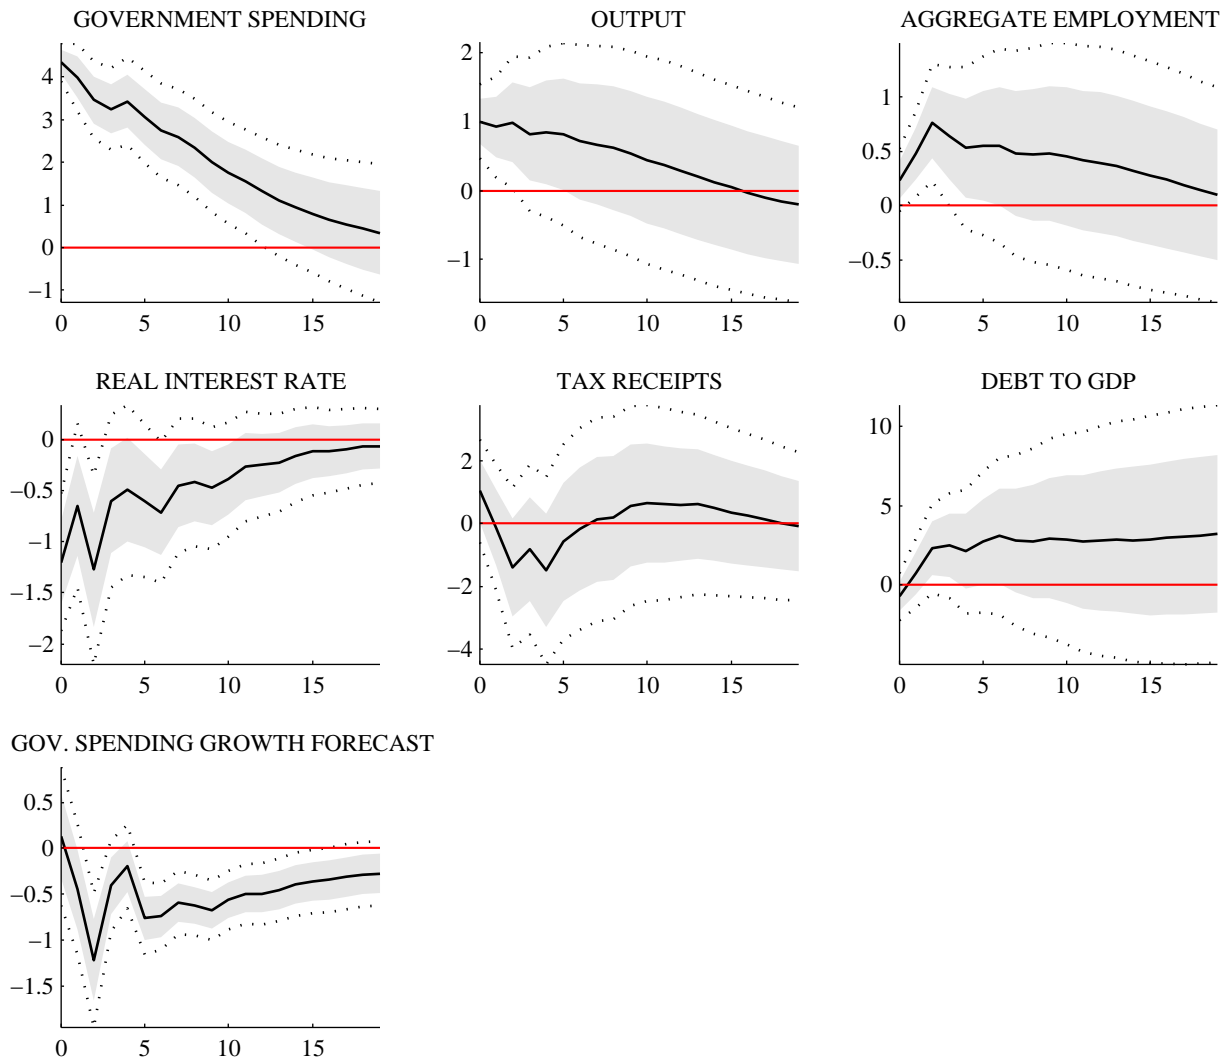 GOVERNMENT SPENDING
4
3
2
1
0
−1
0 5 10 15
OUTPUT
2
1
0
−1
0 5 10 15
AGGREGATE EMPLOYMENT
1
0.5
0
−0.5
0 5 10 15
REAL INTEREST RATE
0
−0.5
−1
−1.5
−2
0 5 10 15
TAX RECEIPTS
2
0
−2
−4
0 5 10 15
DEBT TO GDP
10
5
0
0 5 10 15
GOV. SPENDING GROWTH FORECAST
0.5
0
−0.5
−1
−1.5
0 5 10 15